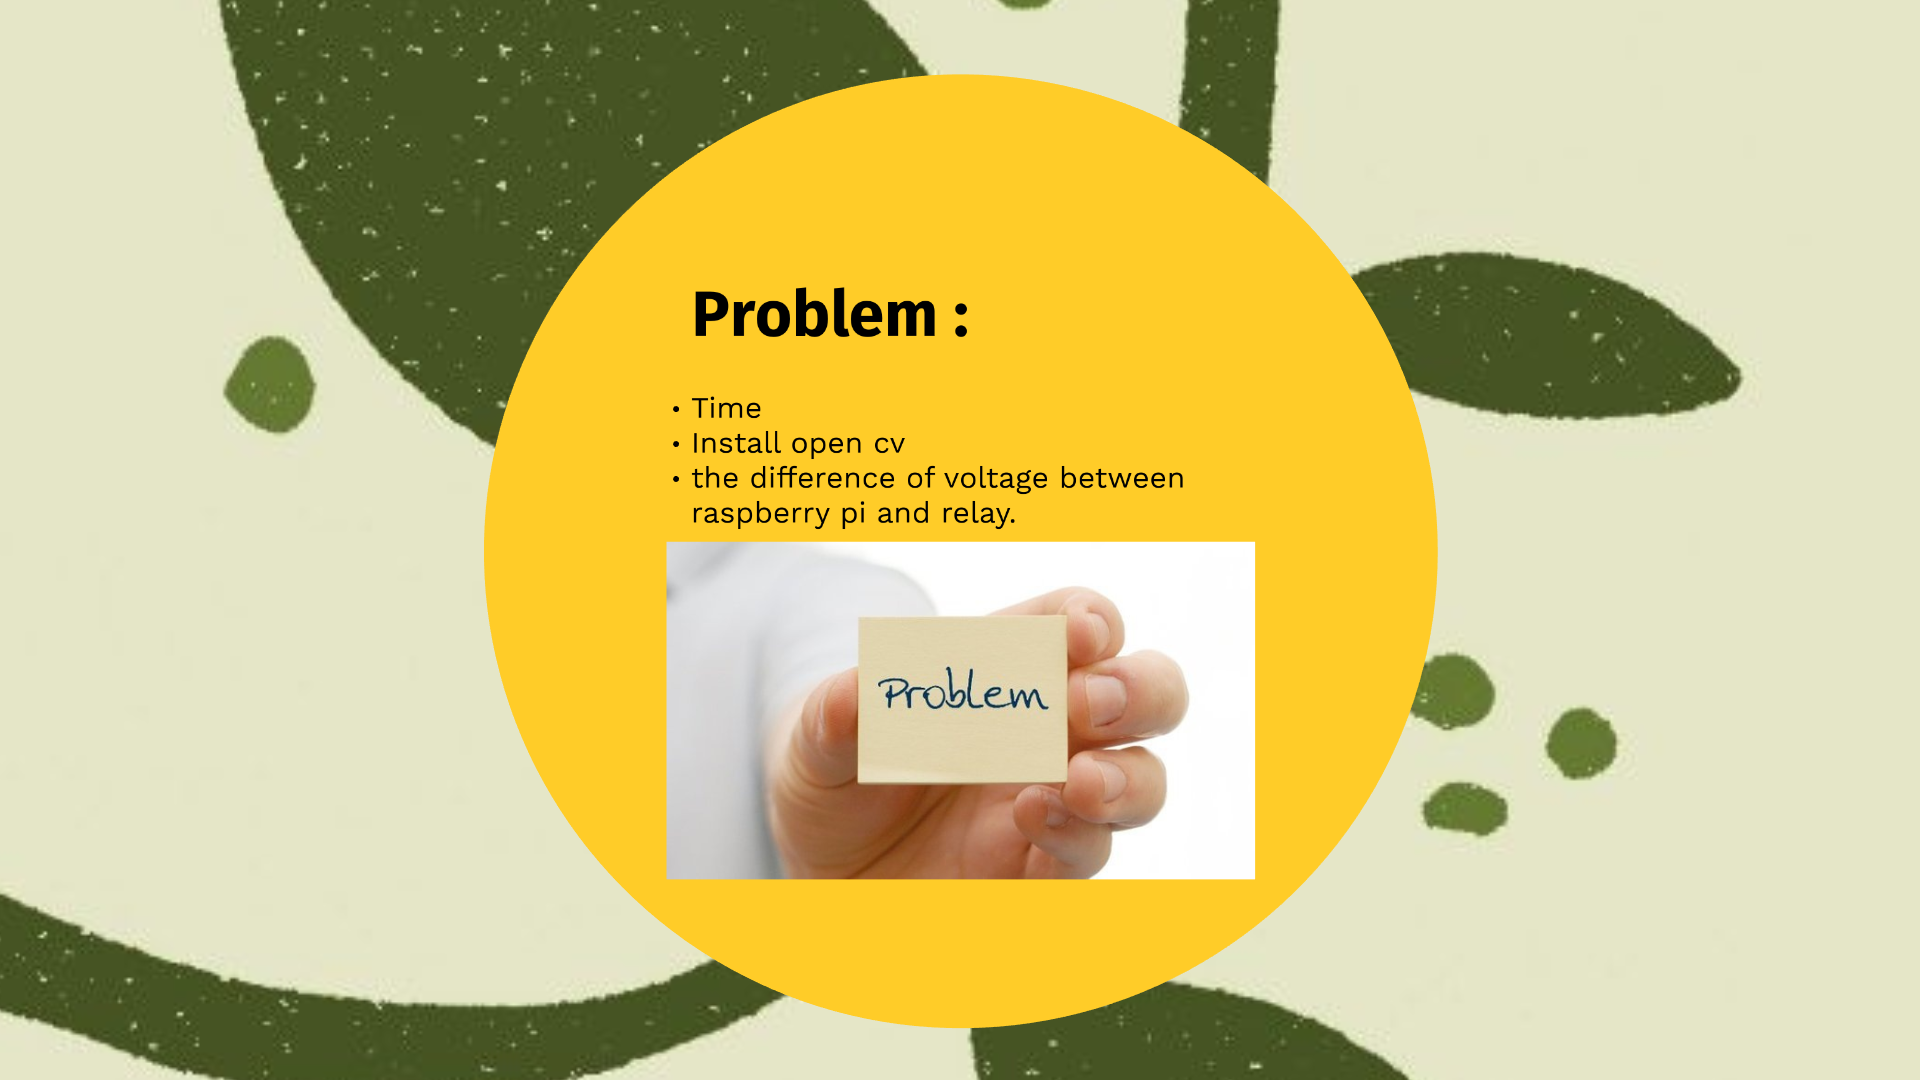 Problem :
• Time
• Install open cv
• the difference of voltage between
raspberry pi and relay.
Problem